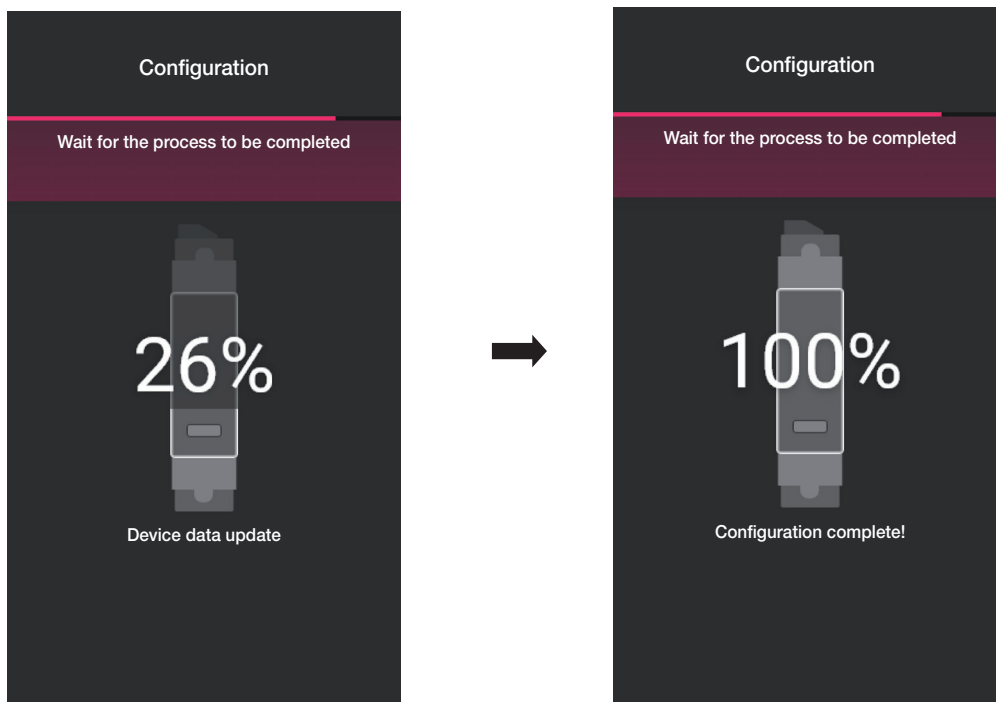 Configuration
Wait for the process to be completed
26%
Device data update
Configuration
Wait for the process to be completed
100%
Configuration complete!